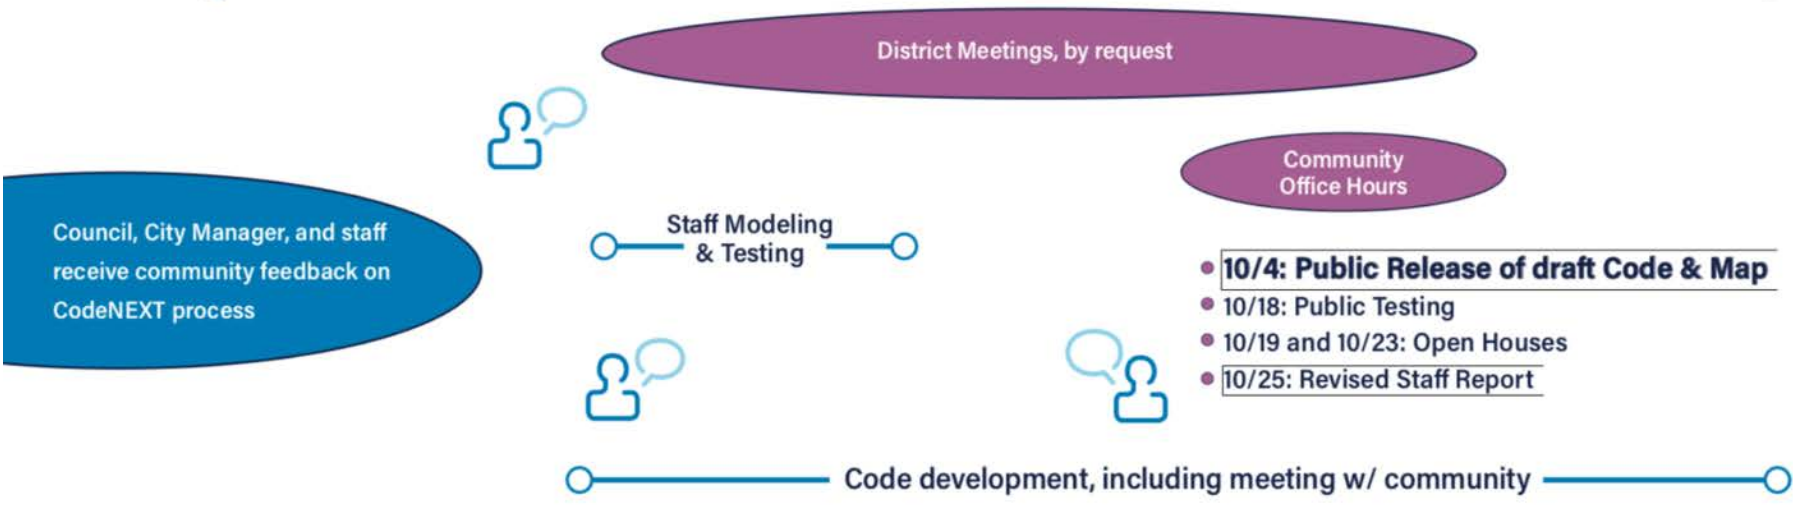 District Meetings, by request
Community
Office Hours
Council, City Manager, and staff
receive community feedback on
CodeNEXT process
Staff Modeling
& Testing
10/4: Public Release of draft Code & Map
10/18: Public Testing
10/19 and 10/23: Open Houses
10/25: Revised Staff Report
Code development, including meeting w/ community